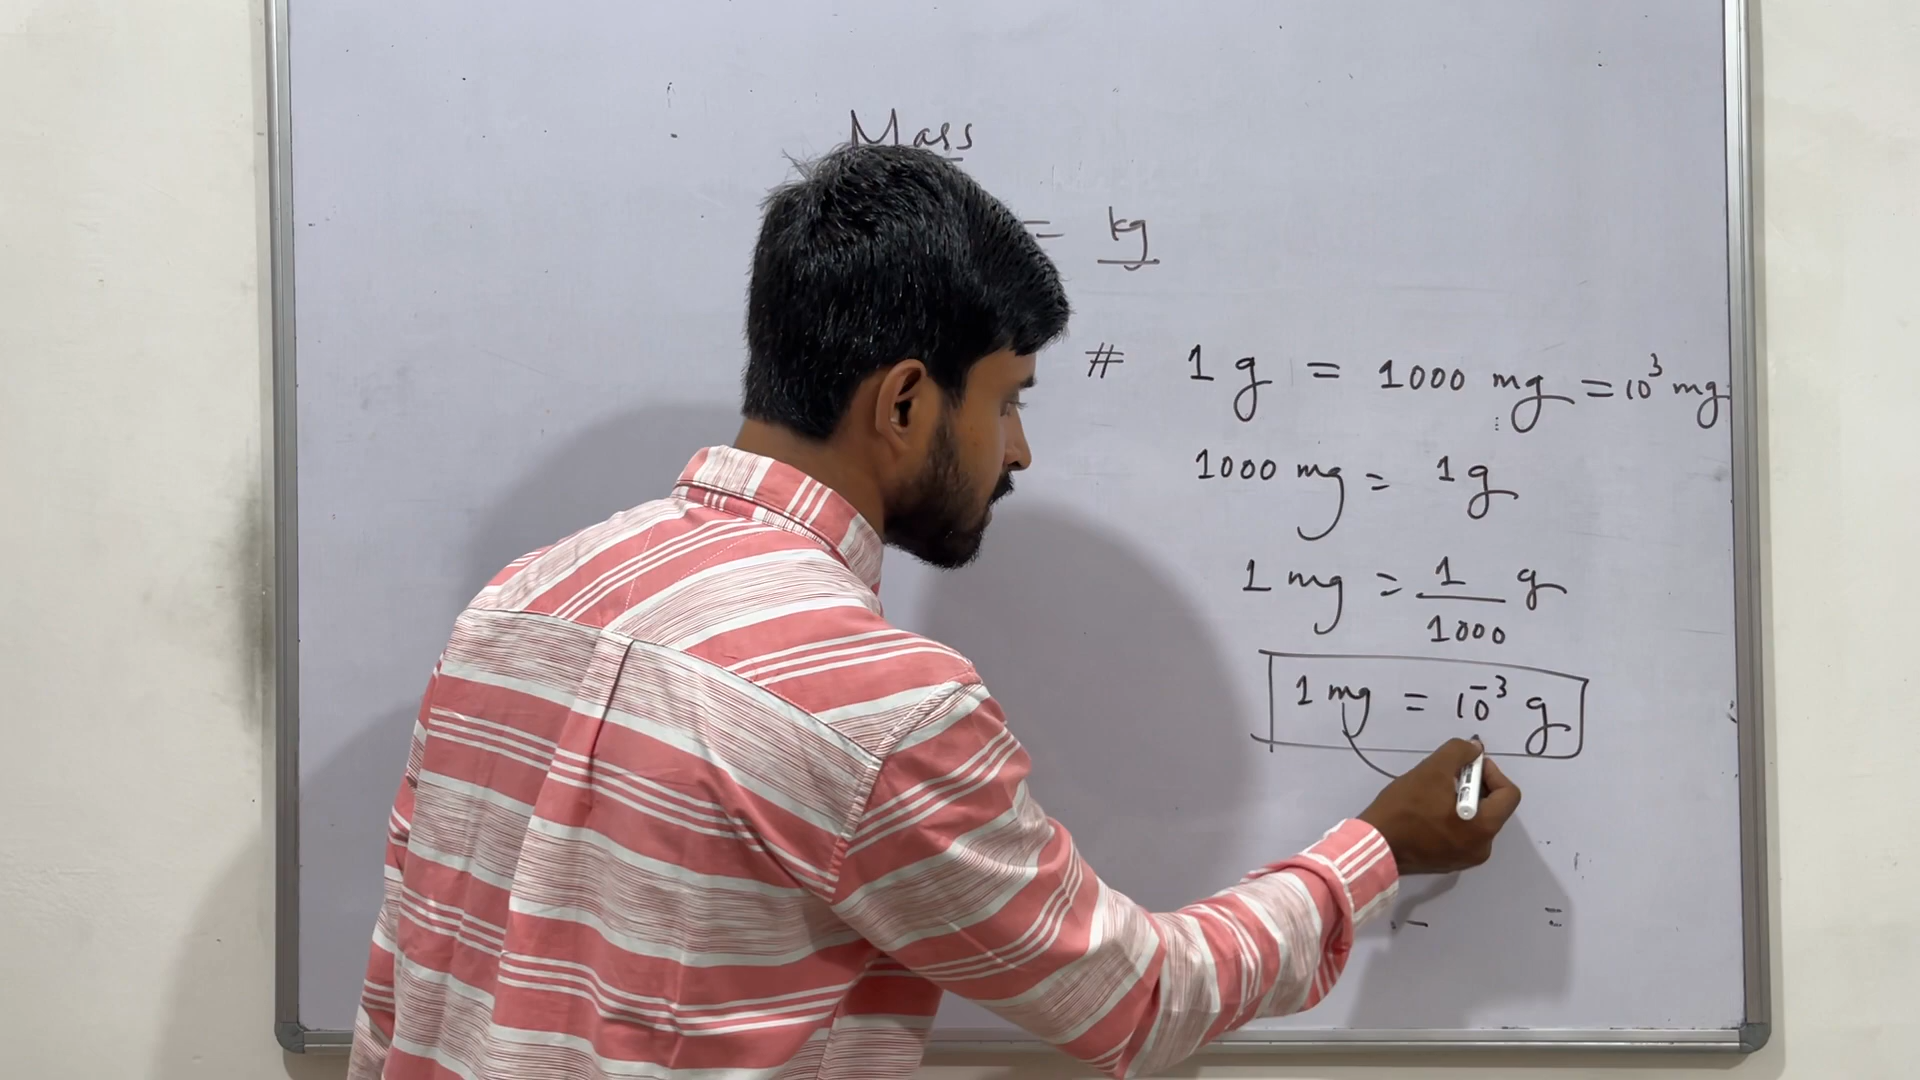 Mass
= kg
# 1 g = 1000 mg = 10³ mg
1000 mg = 1 g
1 mg = 1/1000 g
1 mg = 10⁻³ g